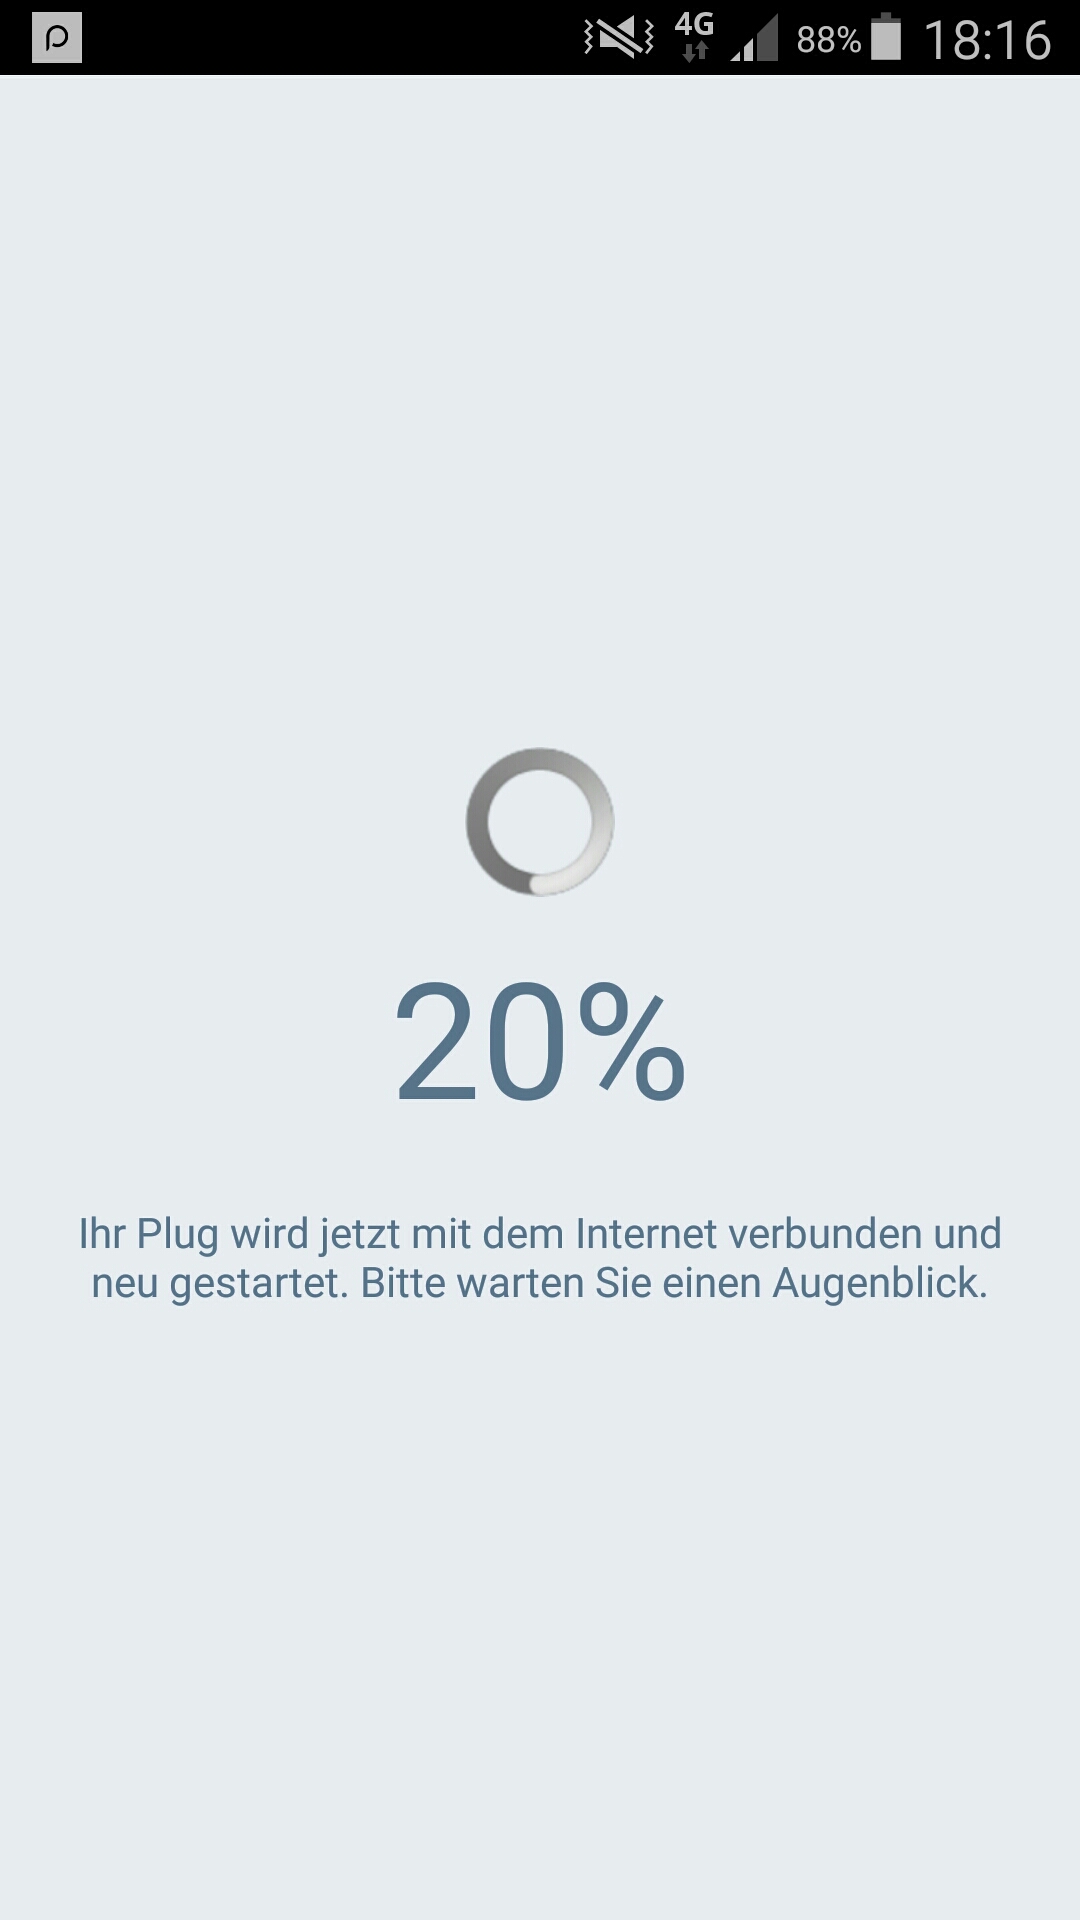 4G 88% 18:16
20%
Ihr Plug wird jetzt mit dem Internet verbunden und
neu gestartet. Bitte warten Sie einen Augenblick.